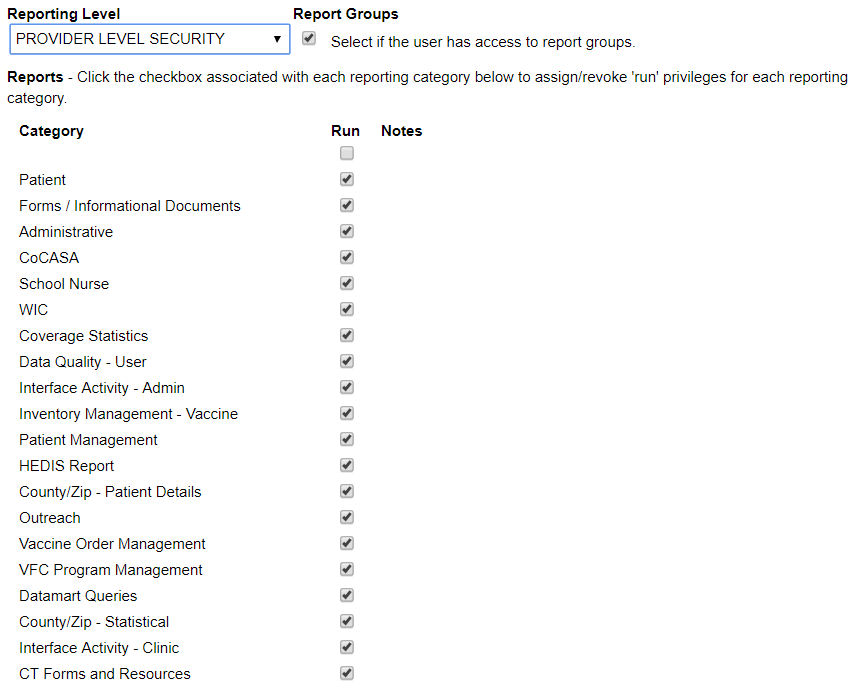 Reporting Level Report Groups
PROVIDER LEVEL SECURITY Select if the user has access to report groups.
Reports - Click the checkbox associated with each reporting category below to assign/revoke 'run' privileges for each reporting
category.
Category Run Notes
Patient
Forms / Informational Documents
Administrative
CoCASA
School Nurse
WIC
Coverage Statistics
Data Quality - User
Interface Activity - Admin
Inventory Management - Vaccine
Patient Management
HEDIS Report
County/Zip - Patient Details
Outreach
Vaccine Order Management
VFC Program Management
Datamart Queries
County/Zip - Statistical
Interface Activity - Clinic
CT Forms and Resources